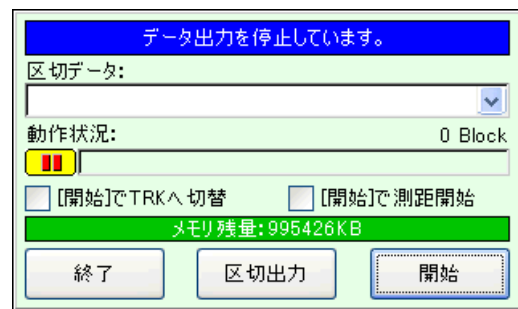 データ出力を停止しています。
区切データ:
動作状況: 0 Block
[開始]でTRKへ切替 [開始]で測距開始
メモリ残量:995426KB
終了 区切出力 開始